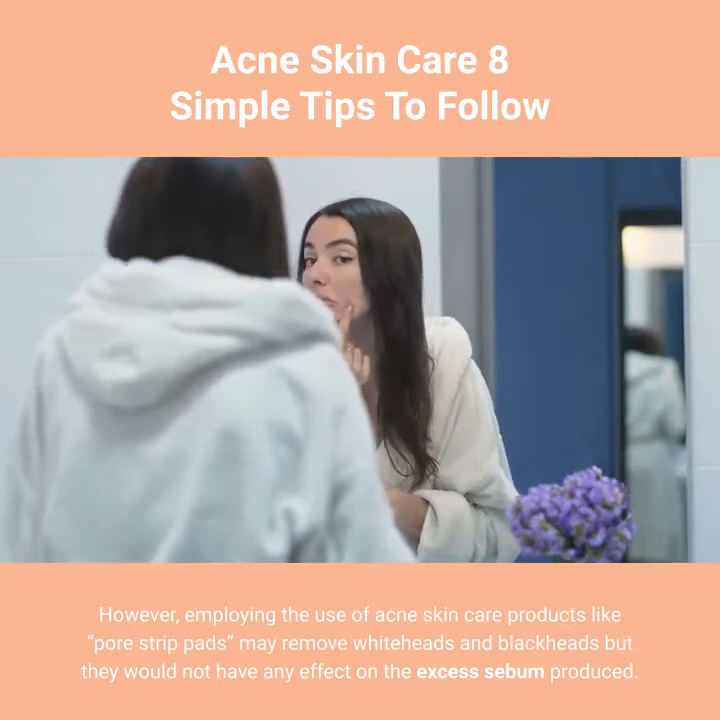 Acne Skin Care 8
Simple Tips To Follow
However, employing the use of acne skin care products like
“pore strip pads” may remove whiteheads and blackheads but
they would not have any effect on the excess sebum produced.